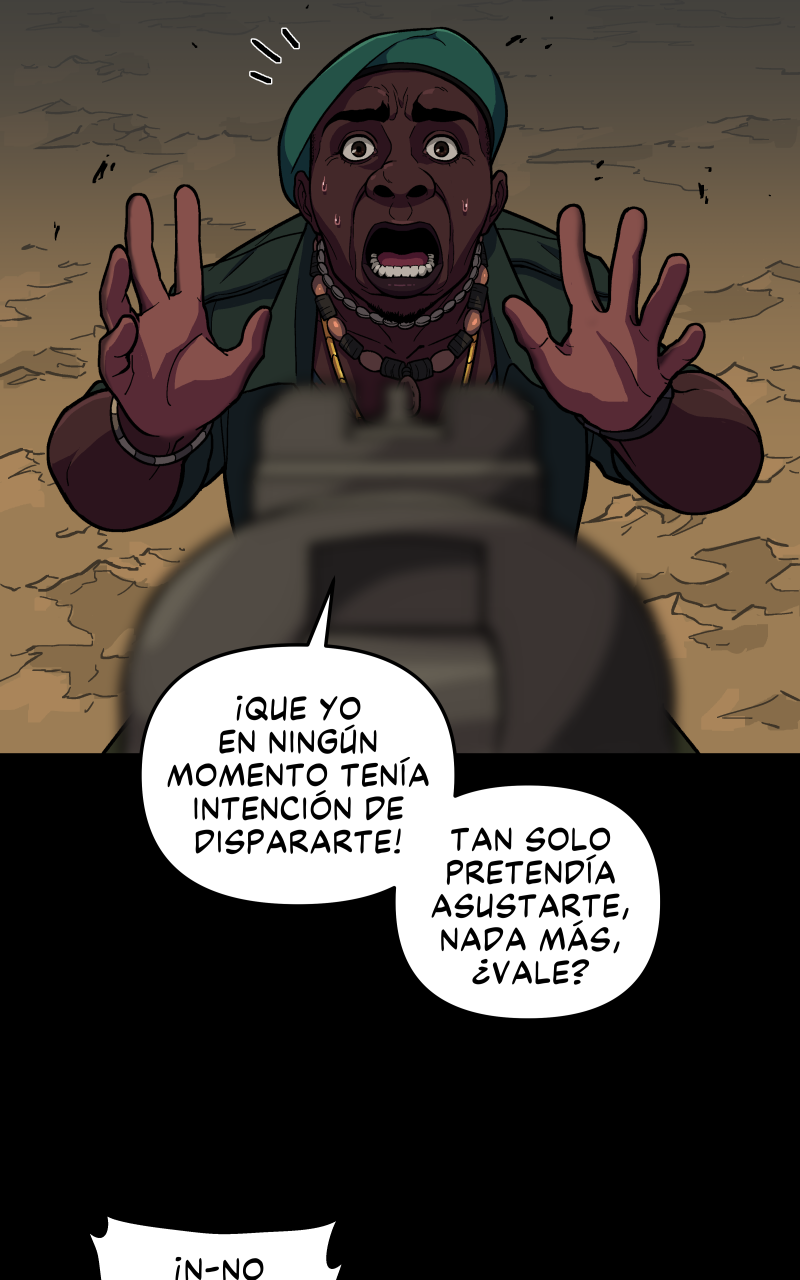 ¡QUE YO
EN NINGÚN
MOMENTO TENÍA
INTENCIÓN DE
DISPARARTE!
TAN SOLO
PRETENDÍA
ASUSTARTE,
NADA MÁS,
¿VALE?
¡N-NO